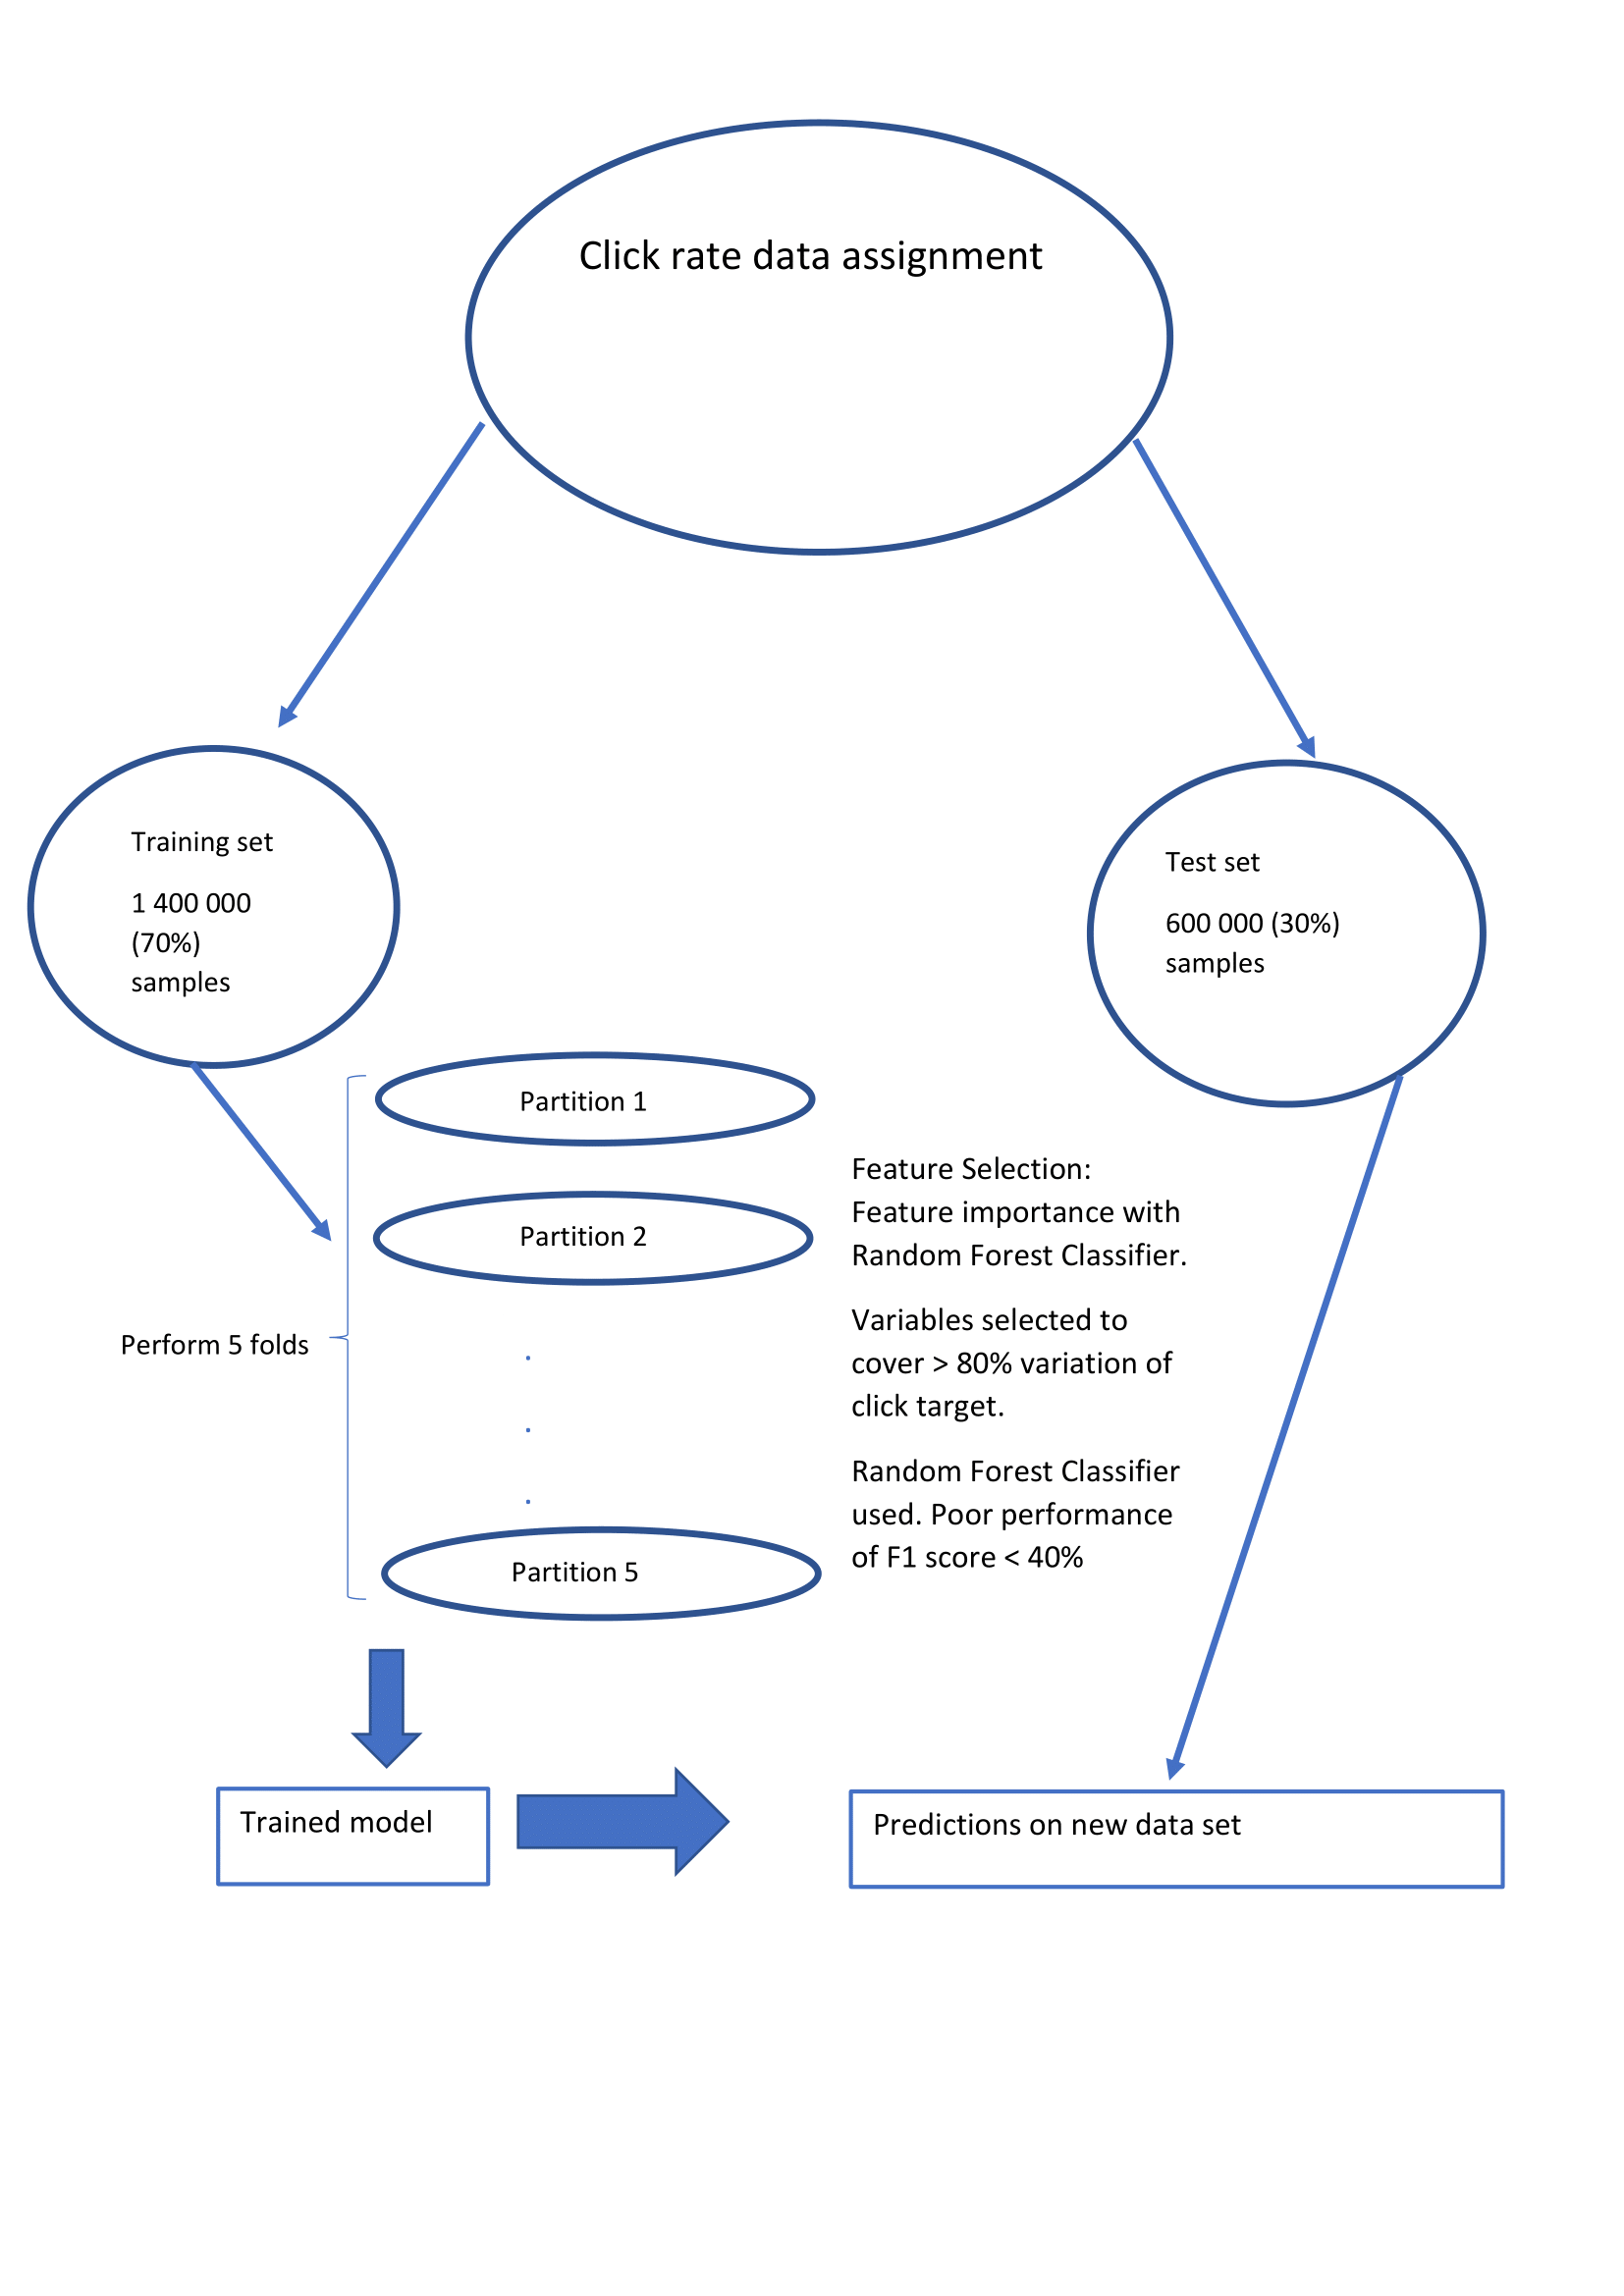 Click rate data assignment
Training set
1 400 000
(70%)
samples
Test set
600 000 (30%)
samples
Perform 5 folds
Partition 1
Partition 2
.
.
.
Partition 5
Feature Selection:
Feature importance with
Random Forest Classifier.
Variables selected to
cover > 80% variation of
click target.
Random Forest Classifier
used. Poor performance
of F1 score < 40%
Trained model
Predictions on new data set